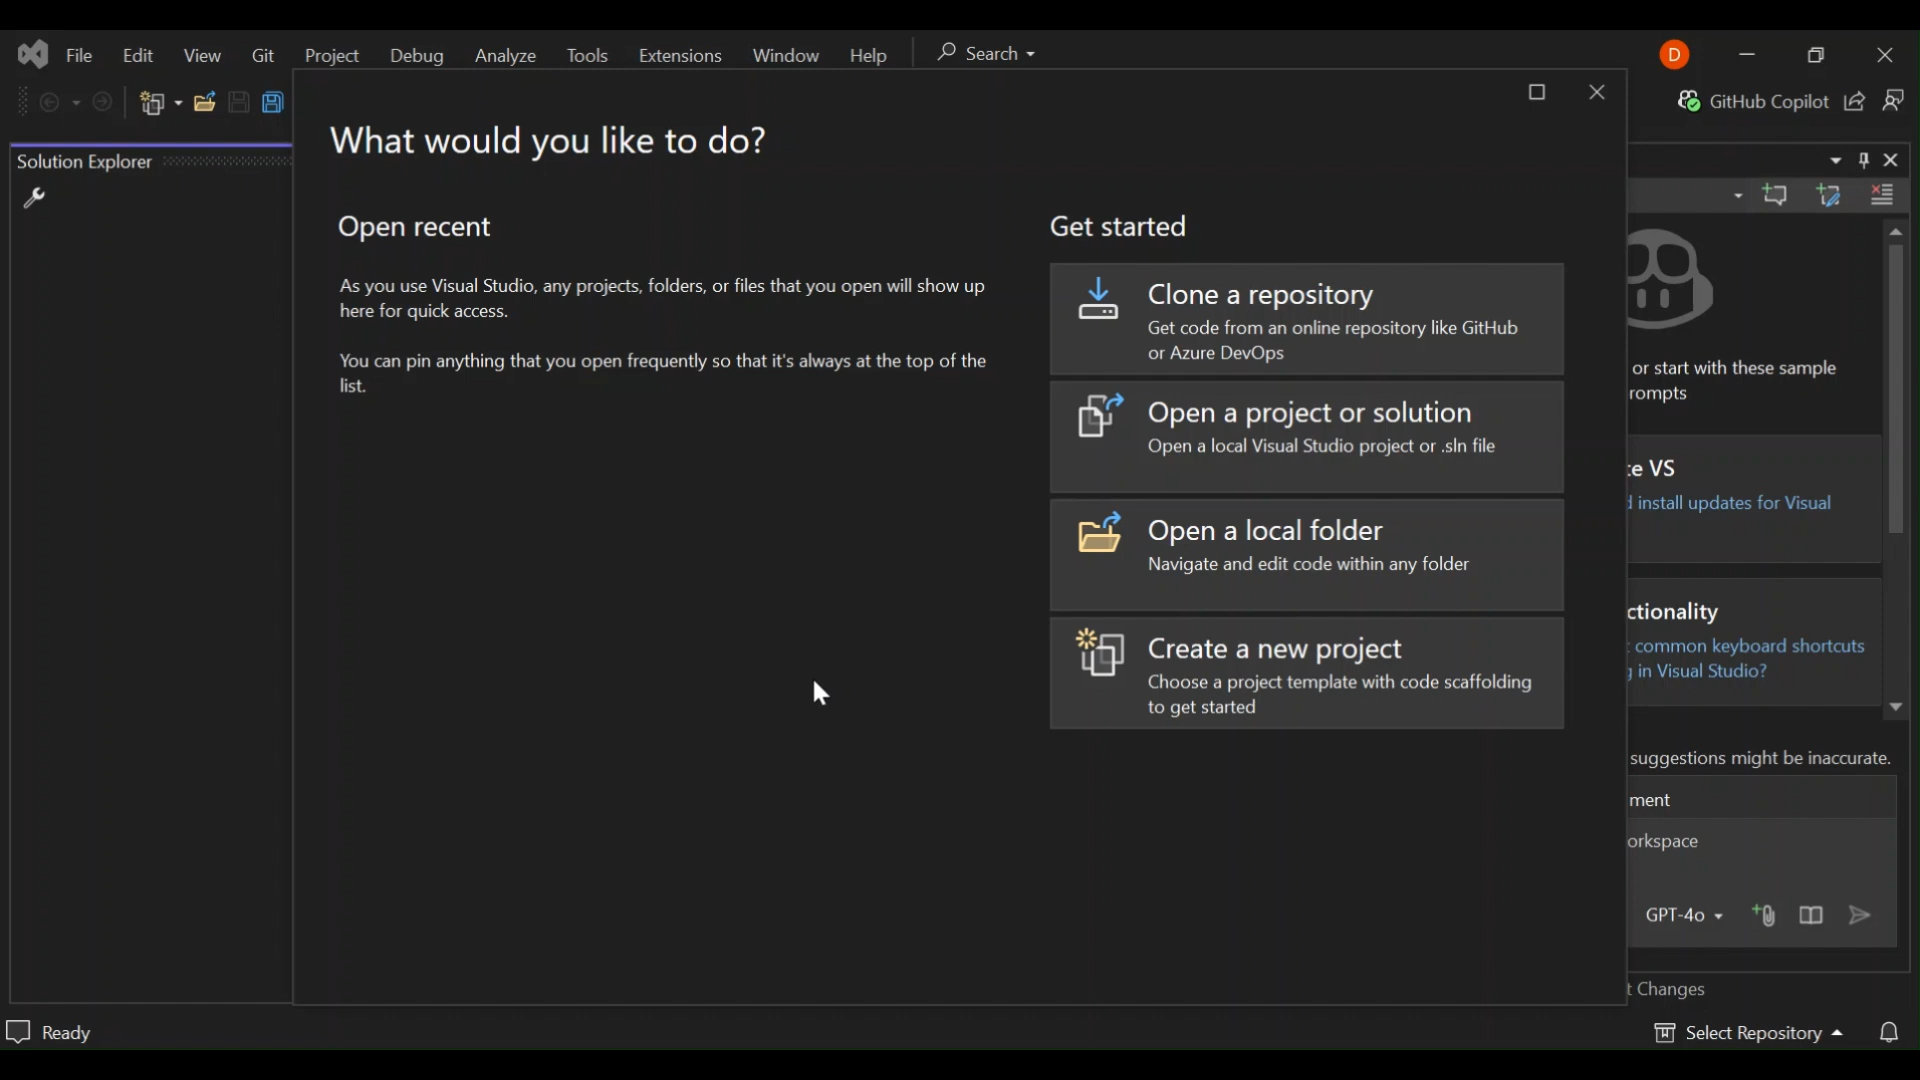 File Edit View Git Project Debug Analyze Tools Extensions Window Help Search
D
GitHub Copilot
What would you like to do?
Solution Explorer
Open recent
As you use Visual Studio, any projects, folders, or files that you open will show up
here for quick access.
You can pin anything that you open frequently so that it's always at the top of the
list.
Get started
Clone a repository
Get code from an online repository like GitHub
or Azure DevOps
Open a project or solution
Open a local Visual Studio project or .sln file
Open a local folder
Navigate and edit code within any folder
Create a new project
Choose a project template with code scaffolding
to get started
or start with these sample
rompts
te VS
install updates for Visual
ctionality
common keyboard shortcuts
in Visual Studio?
suggestions might be inaccurate.
ment
orkspace
GPT-4o
t Changes
Ready
Select Repository